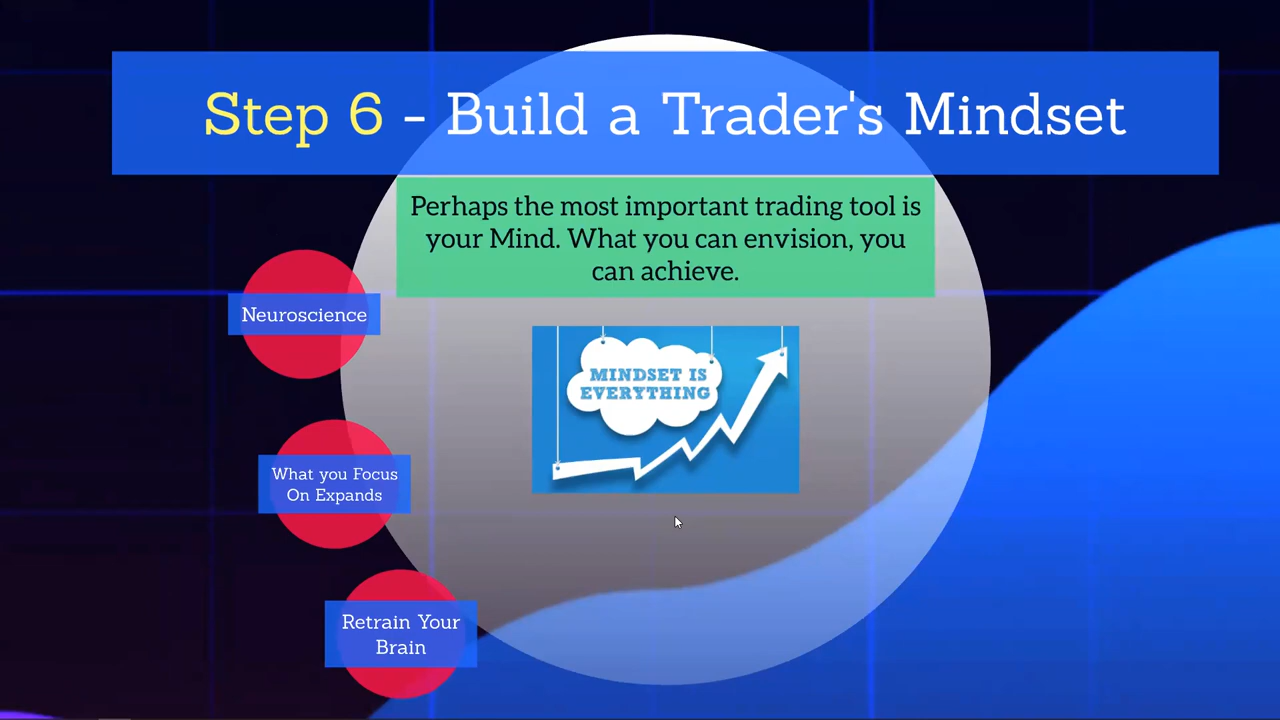 Step 6 - Build a Trader's Mindset
Perhaps the most important trading tool is
your Mind. What you can envision, you
can achieve.
Neuroscience
MINDSET IS
EVERYTHING
What you Focus
On Expands
Retrain Your
Brain